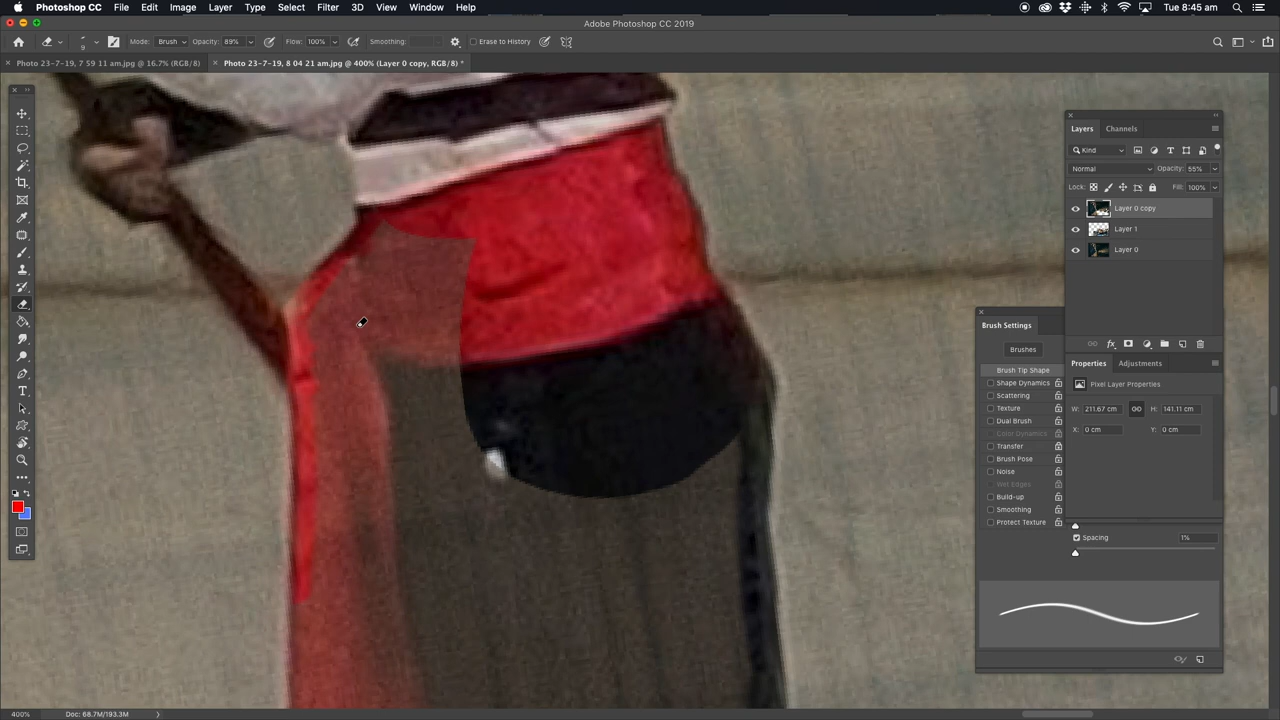 Photoshop CC File Edit Image Layer Type Select Filter 3D View Window Help Tue 8:45 am
Adobe Photoshop CC 2019
9 Mode: Brush Opacity: 89% Flow: 100% Smoothing: Erase to History
Photo 23-7-19, 7 59 11 am.jpg @ 16.7% (RGB/8) Photo 23-7-19, 8 04 21 am.jpg @ 400% (Layer 0 copy, RGB/8) *
Layers Channels
Kind
Normal Opacity: 55%
Lock: Fill: 100%
Layer 0 copy
Layer 1
Layer 0
Properties Adjustments
Pixel Layer Properties
W: 211.67 cm H: 141.11 cm
X: 0 cm Y: 0 cm
Brush Settings
Brushes
Brush Tip Shape
Shape Dynamics
Scattering
Texture
Dual Brush
Color Dynamics
Transfer
Brush Pose
Noise
Wet Edges
Build-up
Smoothing
Protect Texture
Spacing 1%
400% Doc: 68.7M/193.3M